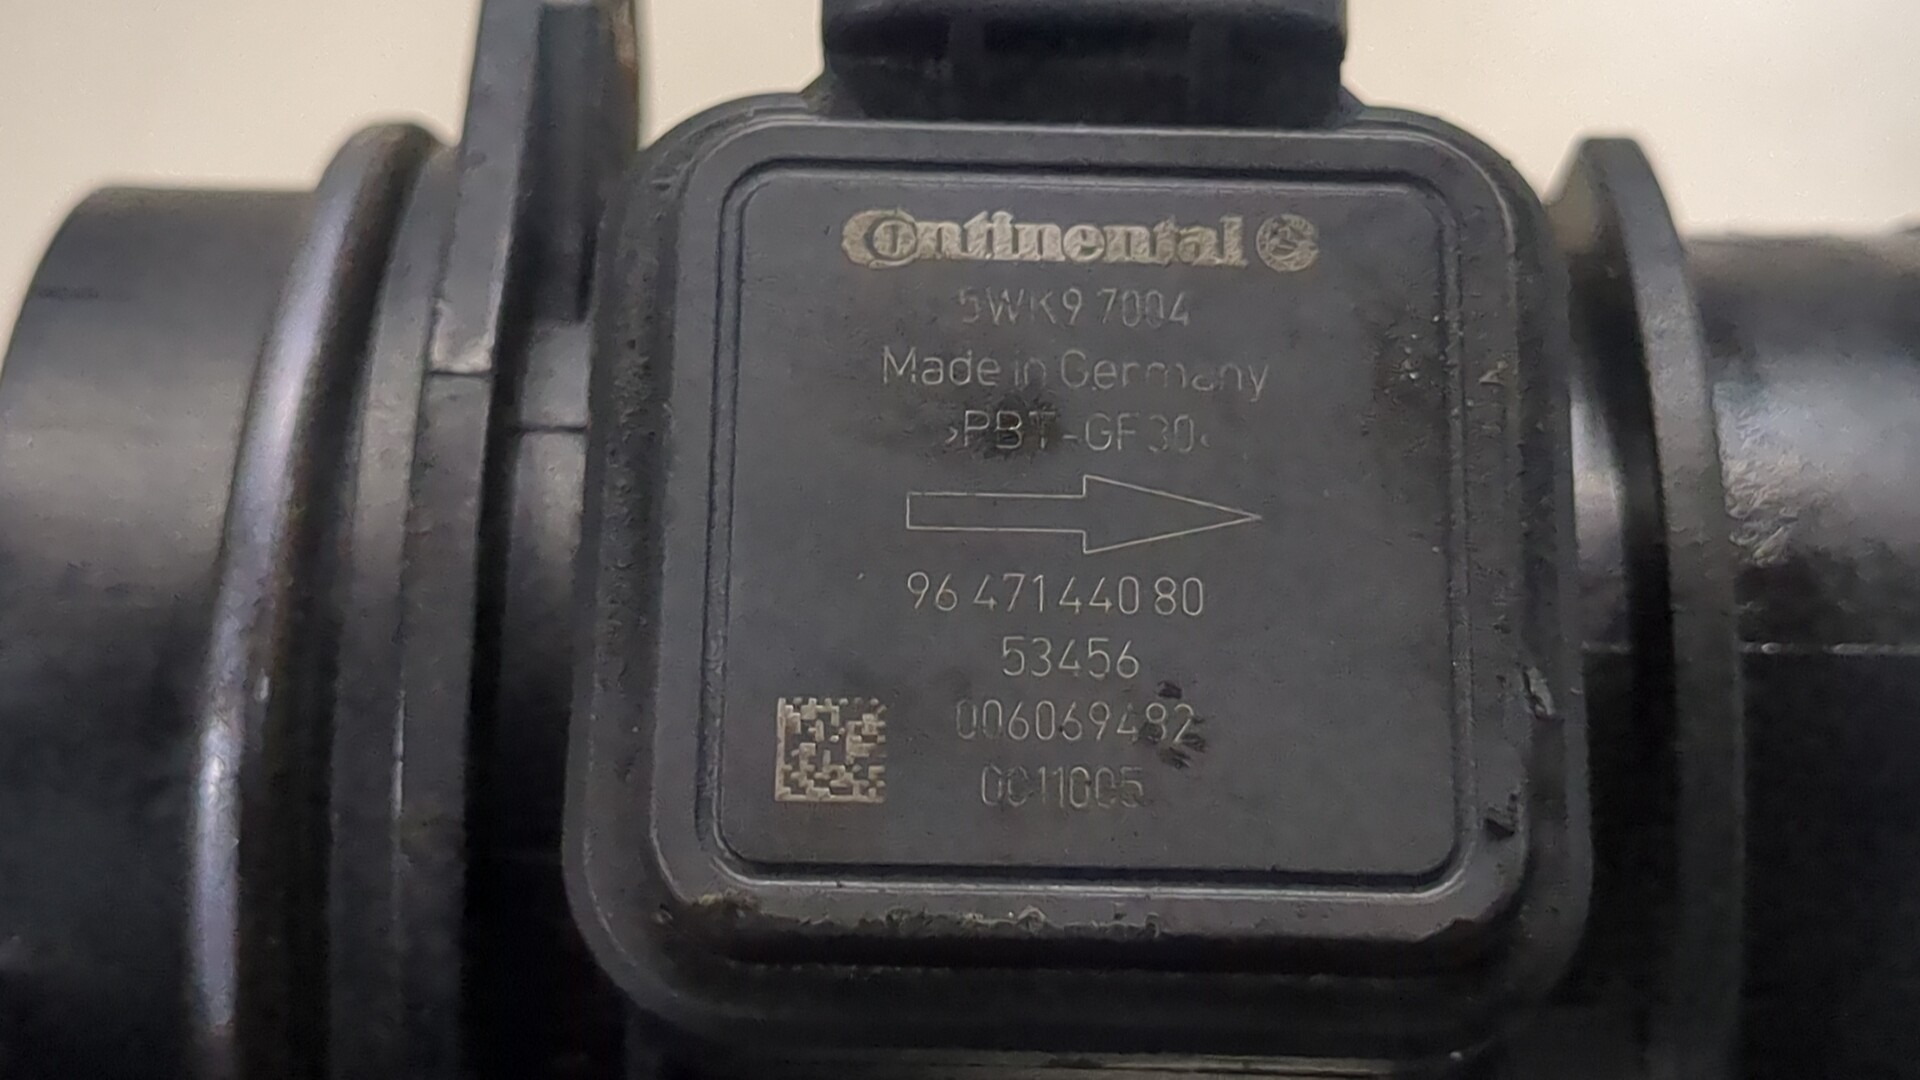 Continental
5WK9 7004
Made in Germany
>PBT-GF30<
96 471440 80
53456
006069482
0011005